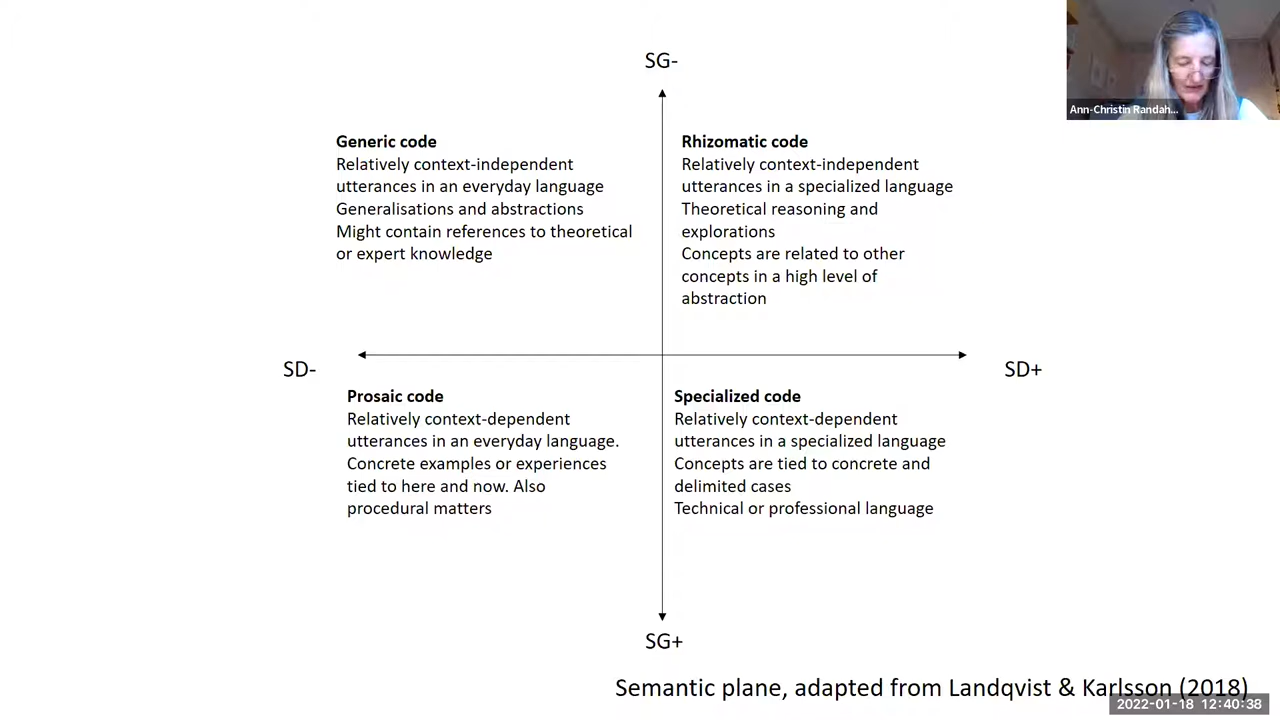 SG-
Ann-Christin Randah...
Generic code
Relatively context-independent
utterances in an everyday language
Generalisations and abstractions
Might contain references to theoretical
or expert knowledge
Rhizomatic code
Relatively context-independent
utterances in a specialized language
Theoretical reasoning and
explorations
Concepts are related to other
concepts in a high level of
abstraction
SD-
SD+
Prosaic code
Relatively context-dependent
utterances in an everyday language.
Concrete examples or experiences
tied to here and now. Also
procedural matters
Specialized code
Relatively context-dependent
utterances in a specialized language
Concepts are tied to concrete and
delimited cases
Technical or professional language
SG+
Semantic plane, adapted from Landqvist & Karlsson (2018)
2022-01-18 12:40:38